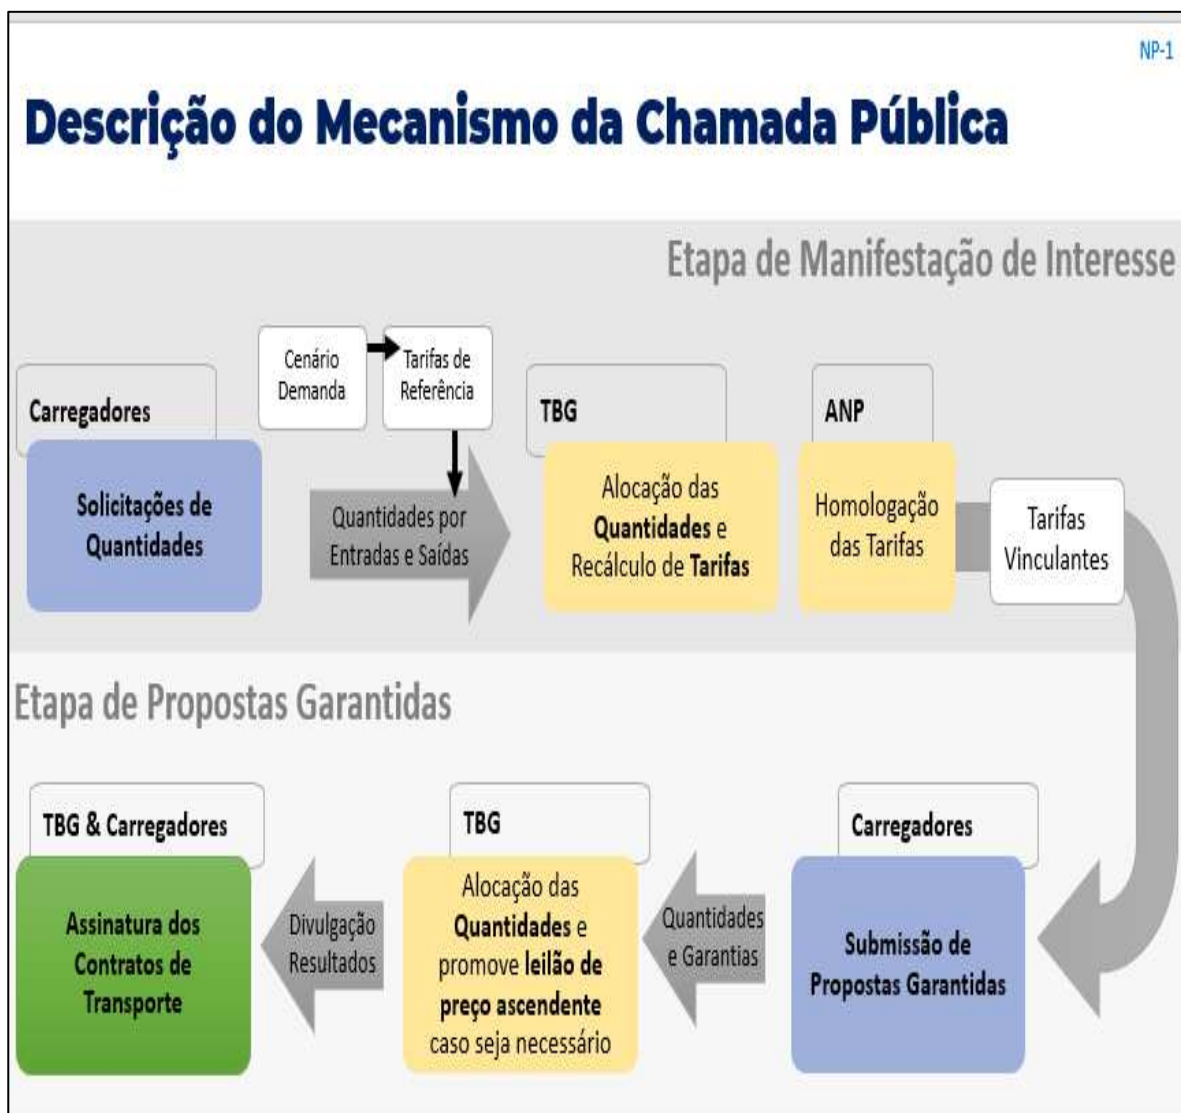 NP-1
Descrição do Mecanismo da Chamada Pública
Etapa de Manifestação de Interesse
Carregadores
Solicitações de
Quantidades
Cenário
Demanda
Tarifas de
Referência
Quantidades por
Entradas e Saídas
TBG
Alocação das
Quantidades e
Recálculo de Tarifas
ANP
Homologação
das Tarifas
Tarifas
Vinculantes
Etapa de Propostas Garantidas
Carregadores
Submissão de
Propostas Garantidas
Quantidades
e Garantias
TBG
Alocação das
Quantidades e
promove leilão de
preço ascendente
caso seja necessário
Divulgação
Resultados
TBG & Carregadores
Assinatura dos
Contratos de
Transporte